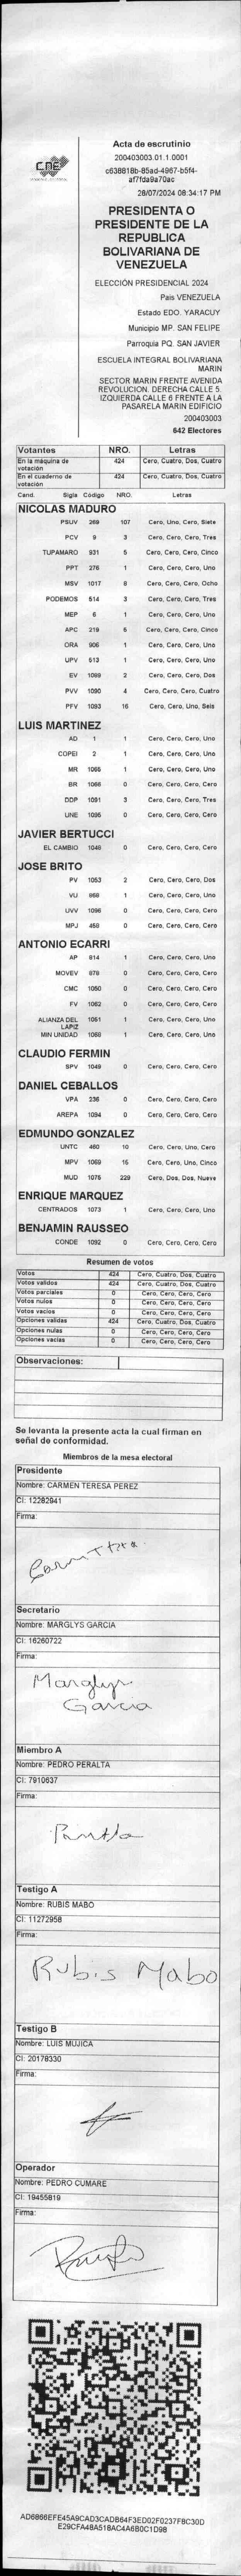 CNE
Acta de escrutinio
200403003.01.1.0001
c638818b-85ad-4967-b5f4-
af7fda9a70ac
28/07/2024 08:34:17 PM
PRESIDENTA O
PRESIDENTE DE LA
REPUBLICA
BOLIVARIANA DE
VENEZUELA
ELECCIÓN PRESIDENCIAL 2024
Pais VENEZUELA
Estado EDO. YARACUY
Municipio MP. SAN FELIPE
Parroquia PQ. SAN JAVIER
ESCUELA INTEGRAL BOLIVARIANA
MARIN
SECTOR MARIN FRENTE AVENIDA
REVOLUCION. DERECHA CALLE 5.
IZQUIERDA CALLE 6 FRENTE A LA
PASARELA MARIN EDIFICIO
200403003
642 Electores
Votantes NRO. Letras
En la máquina de votación 424 Cero, Cuatro, Dos, Cuatro
En el cuaderno de votación 424 Cero, Cuatro, Dos, Cuatro
Cand. Sigla Código NRO. Letras
NICOLAS MADURO
PSUV 269 107 Cero, Uno, Cero, Siete
PCV 9 3 Cero, Cero, Cero, Tres
TUPAMARO 931 5 Cero, Cero, Cero, Cinco
PPT 276 1 Cero, Cero, Cero, Uno
MSV 1017 8 Cero, Cero, Cero, Ocho
PODEMOS 514 3 Cero, Cero, Cero, Tres
MEP 6 1 Cero, Cero, Cero, Uno
APC 219 5 Cero, Cero, Cero, Cinco
ORA 906 1 Cero, Cero, Cero, Uno
UPV 513 1 Cero, Cero, Cero, Uno
EV 1089 2 Cero, Cero, Cero, Dos
PVV 1090 4 Cero, Cero, Cero, Cuatro
PFV 1093 16 Cero, Cero, Uno, Seis
LUIS MARTINEZ
AD 1 1 Cero, Cero, Cero, Uno
COPEI 2 1 Cero, Cero, Cero, Uno
MR 1065 1 Cero, Cero, Cero, Uno
BR 1066 0 Cero, Cero, Cero, Cero
DDP 1091 3 Cero, Cero, Cero, Tres
UNE 1095 0 Cero, Cero, Cero, Cero
JAVIER BERTUCCI
EL CAMBIO 1048 0 Cero, Cero, Cero, Cero
JOSE BRITO
PV 1053 2 Cero, Cero, Cero, Dos
VU 868 1 Cero, Cero, Cero, Uno
UVV 1096 0 Cero, Cero, Cero, Cero
MPJ 458 0 Cero, Cero, Cero, Cero
ANTONIO ECARRI
AP 814 1 Cero, Cero, Cero, Uno
MOVEV 878 0 Cero, Cero, Cero, Cero
CMC 1050 0 Cero, Cero, Cero, Cero
FV 1062 0 Cero, Cero, Cero, Cero
ALIANZA DEL LAPIZ 1051 1 Cero, Cero, Cero, Uno
MIN UNIDAD 1068 1 Cero, Cero, Cero, Uno
CLAUDIO FERMIN
SPV 1049 0 Cero, Cero, Cero, Cero
DANIEL CEBALLOS
VPA 236 0 Cero, Cero, Cero, Cero
AREPA 1094 0 Cero, Cero, Cero, Cero
EDMUNDO GONZALEZ
UNTC 460 10 Cero, Cero, Uno, Cero
MPV 1069 15 Cero, Cero, Uno, Cinco
MUD 1075 229 Cero, Dos, Dos, Nueve
ENRIQUE MARQUEZ
CENTRADOS 1073 1 Cero, Cero, Cero, Uno
BENJAMIN RAUSSEO
CONDE 1092 0 Cero, Cero, Cero, Cero
Resumen de votos
Votos 424 Cero, Cuatro, Dos, Cuatro
Votos válidos 424 Cero, Cuatro, Dos, Cuatro
Votos parciales 0 Cero, Cero, Cero, Cero
Votos nulos 0 Cero, Cero, Cero, Cero
Votos vacíos 0 Cero, Cero, Cero, Cero
Opciones válidas 424 Cero, Cuatro, Dos, Cuatro
Opciones nulas 0 Cero, Cero, Cero, Cero
Opciones vacías 0 Cero, Cero, Cero, Cero
Observaciones:
Se levanta la presente acta la cual firman en
señal de conformidad.
Miembros de la mesa electoral
Presidente
Nombre: CARMEN TERESA PEREZ
CI: 12282941
Firma:
Secretario
Nombre: MARGLYS GARCIA
CI: 16260722
Firma:
Marglys
Garcia
Miembro A
Nombre: PEDRO PERALTA
CI: 7910637
Firma:
Testigo A
Nombre: RUBIS MABO
CI: 11272958
Firma:
Rubis Mabo
Testigo B
Nombre: LUIS MUJICA
CI: 20178330
Firma:
Operador
Nombre: PEDRO CUMARE
CI: 19455819
Firma:
AD6866EFE45A9CAD3CADB64F3ED02F0237F8C30D
E29CFA48A518AC4A6B0C1D98